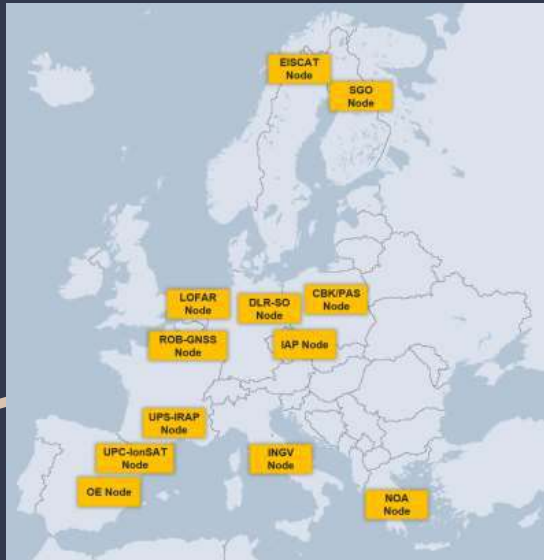 EISCAT
Node
SGO
Node
LOFAR
Node
DLR-SO
Node
CBK/PAS
Node
ROB-GNSS
Node
IAP Node
UPS-IRAP
Node
UPC-IonSAT
Node
INGV
Node
OE Node
NOA
Node